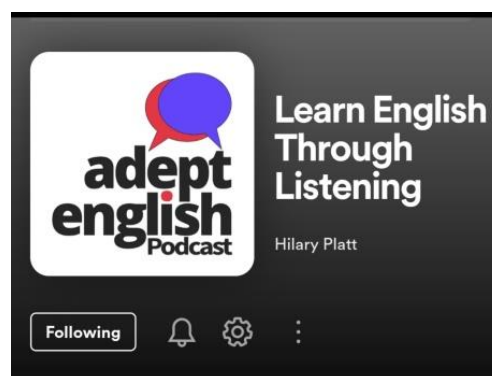 adept
english
Podcast
Learn English
Through
Listening
Hilary Platt
Following